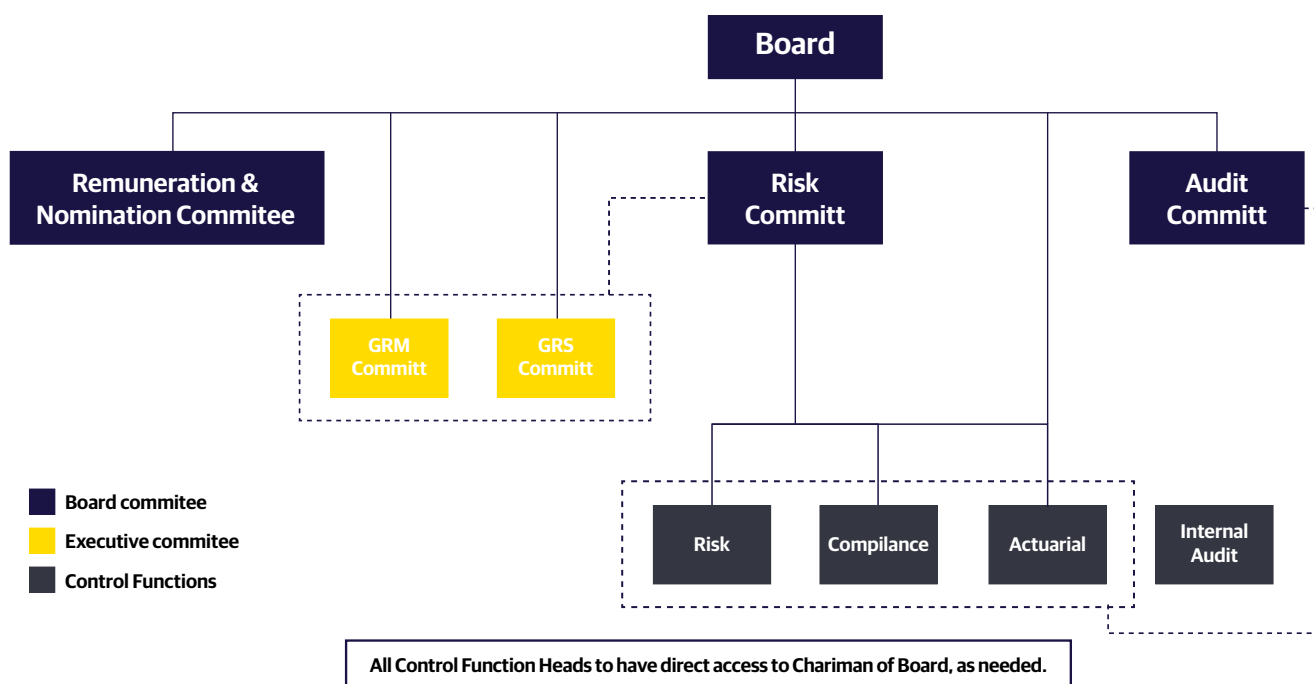 Board
Remuneration &
Nomination Commitee
Risk
Committ
Audit
Committ
GRM
Committ
GRS
Committ
Board commitee
Executive commitee
Control Functions
Risk
Compilance
Actuarial
Internal
Audit
All Control Function Heads to have direct access to Chariman of Board, as needed.